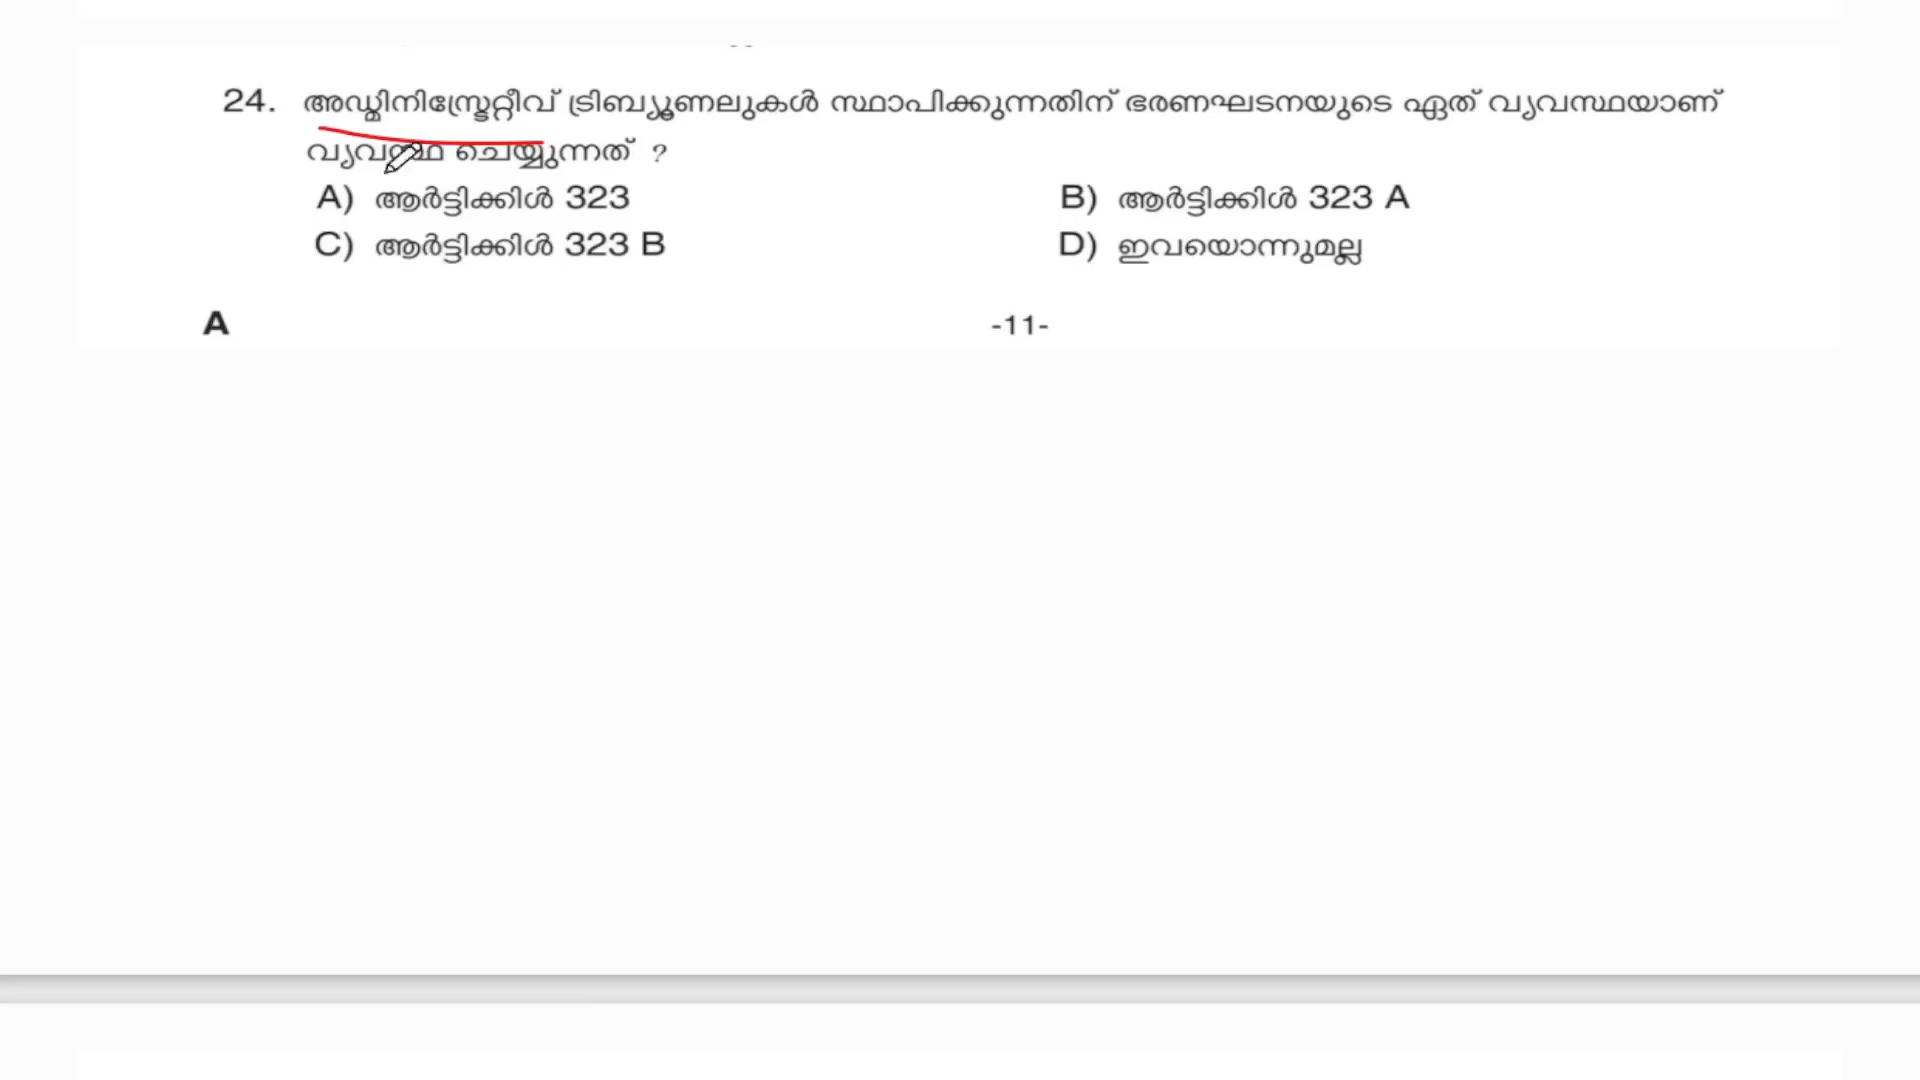 24. അഡ്മിനിസ്ട്രേറ്റീവ് ട്രിബ്യൂണലുകൾ സ്ഥാപിക്കുന്നതിന് ഭരണഘടനയുടെ ഏത് വ്യവസ്ഥയാണ്
വ്യവസ്ഥ ചെയ്യുന്നത് ?
A) ആർട്ടിക്കിൾ 323 B) ആർട്ടിക്കിൾ 323 A
C) ആർട്ടിക്കിൾ 323 B D) ഇവയൊന്നുമല്ല
A -11-